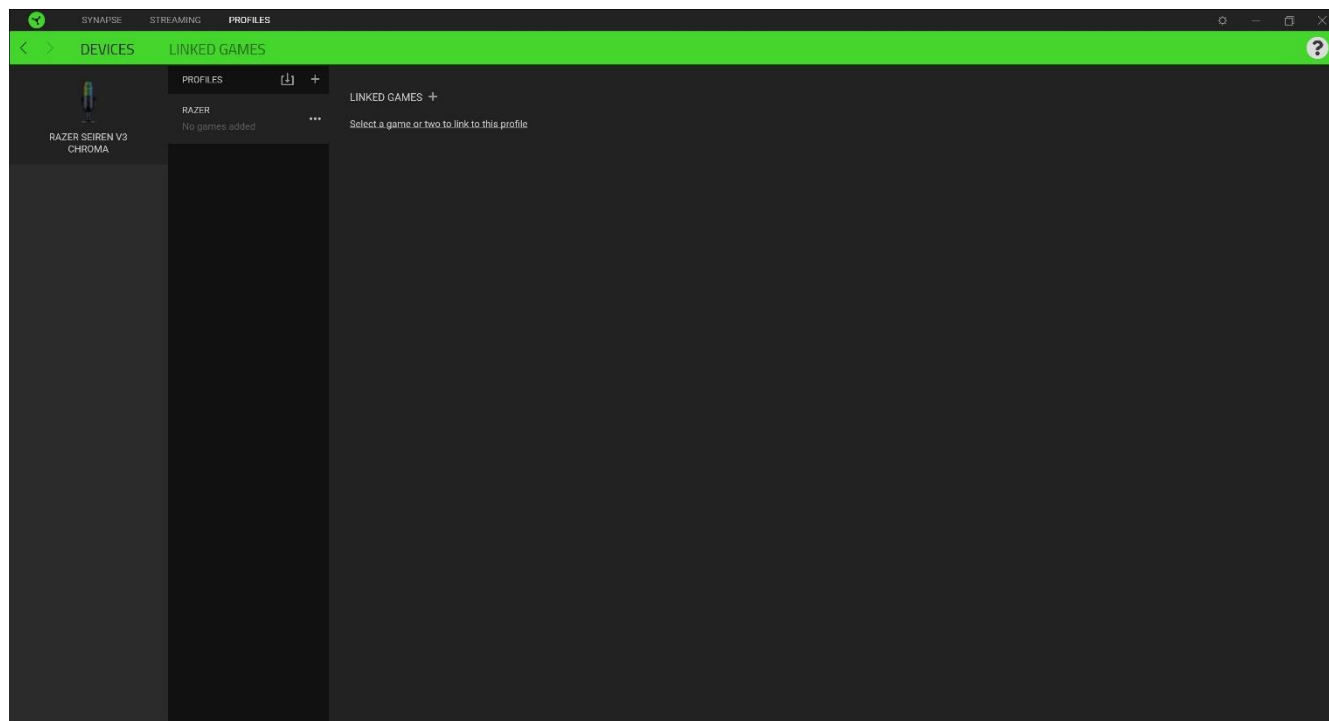 SYNAPSE STREAMING PROFILES
DEVICES LINKED GAMES
?
RAZER SEIREN V3
CHROMA
PROFILES
RAZER
No games added
LINKED GAMES +
Select a game or two to link to this profile